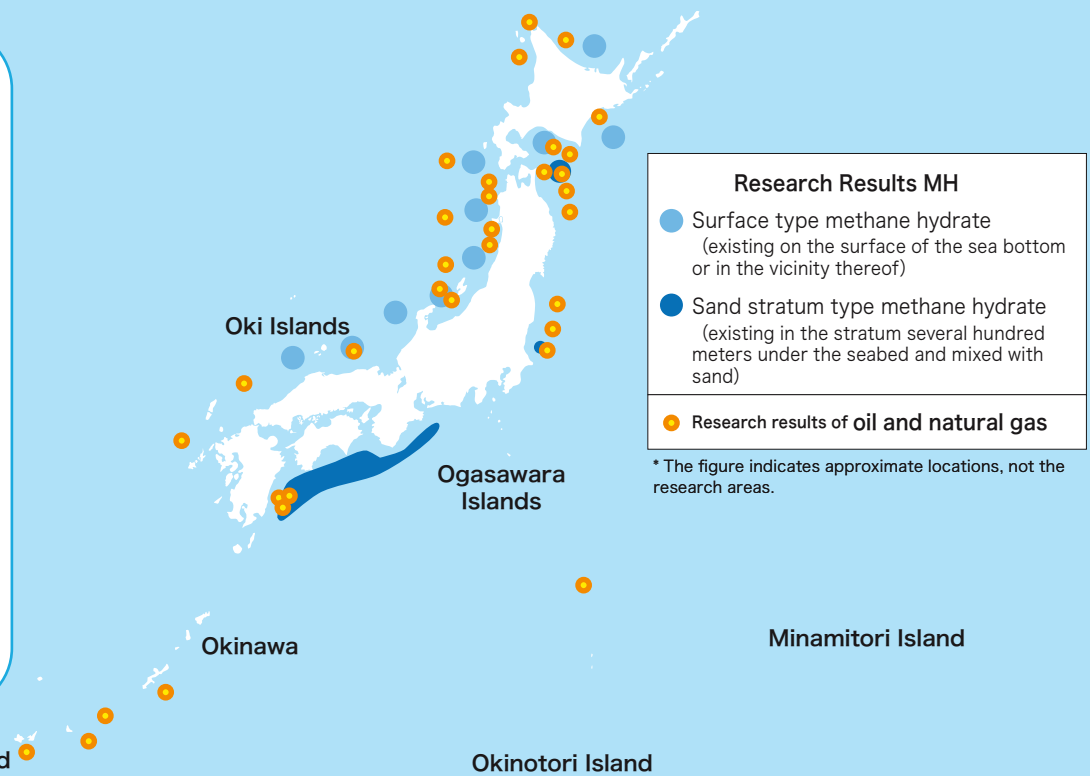 Research Results MH
Surface type methane hydrate
(existing on the surface of the sea bottom
or in the vicinity thereof)
Sand stratum type methane hydrate
(existing in the stratum several hundred
meters under the seabed and mixed with
sand)
Research results of oil and natural gas
* The figure indicates approximate locations, not the
research areas.
Oki Islands
Ogasawara
Islands
Okinawa
Minamitori Island
Okinotori Island
d